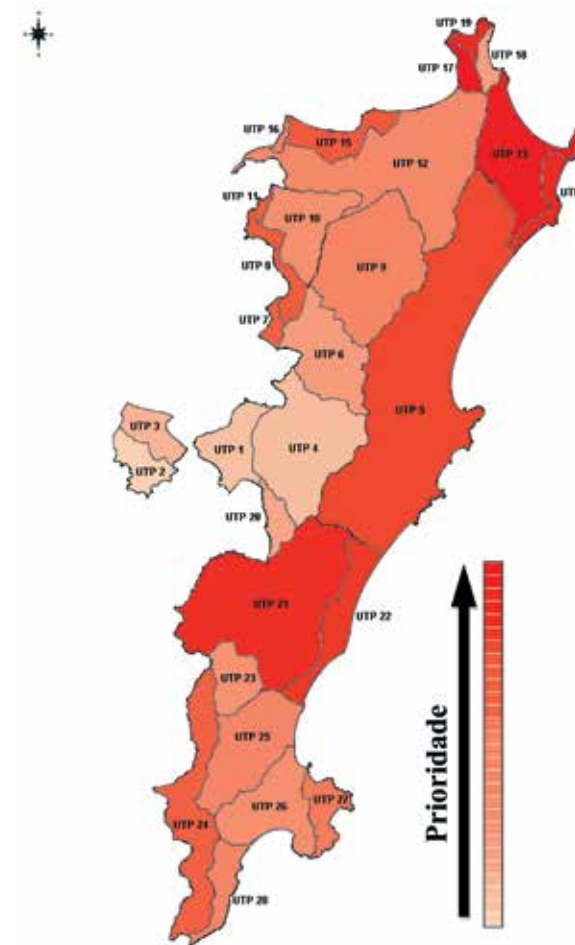 UTP 19
UTP 18
UTP 17
UTP 16
UTP 15
UTP 13
UTP 12
UTP 11
UTP 10
UTP 8
UTP 9
UTP 7
UTP 6
UTP 5
UTP 3
UTP 1
UTP 4
UTP 2
UTP 20
UTP 21
UTP 22
UTP 23
UTP 25
UTP 27
UTP 26
UTP 24
UTP 28
Prioridade